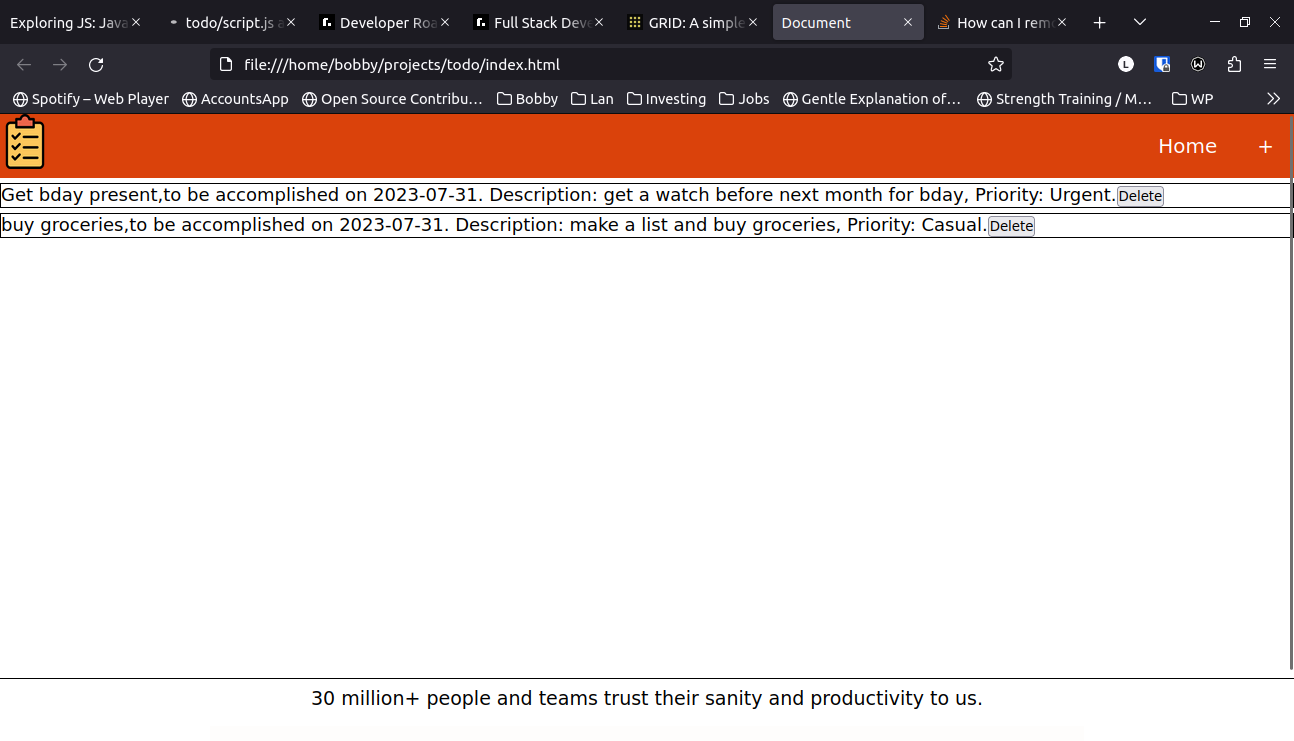 Exploring JS: Java
todo/script.js a
Developer Roa
Full Stack Deve
GRID: A simple
Document
How can I rem
file:///home/bobby/projects/todo/index.html
L
Spotify – Web Player
AccountsApp
Open Source Contribu…
Bobby
Lan
Investing
Jobs
Gentle Explanation of…
Strength Training / M…
WP
Home +
Get bday present,to be accomplished on 2023-07-31. Description: get a watch before next month for bday, Priority: Urgent. Delete
buy groceries,to be accomplished on 2023-07-31. Description: make a list and buy groceries, Priority: Casual. Delete
30 million+ people and teams trust their sanity and productivity to us.